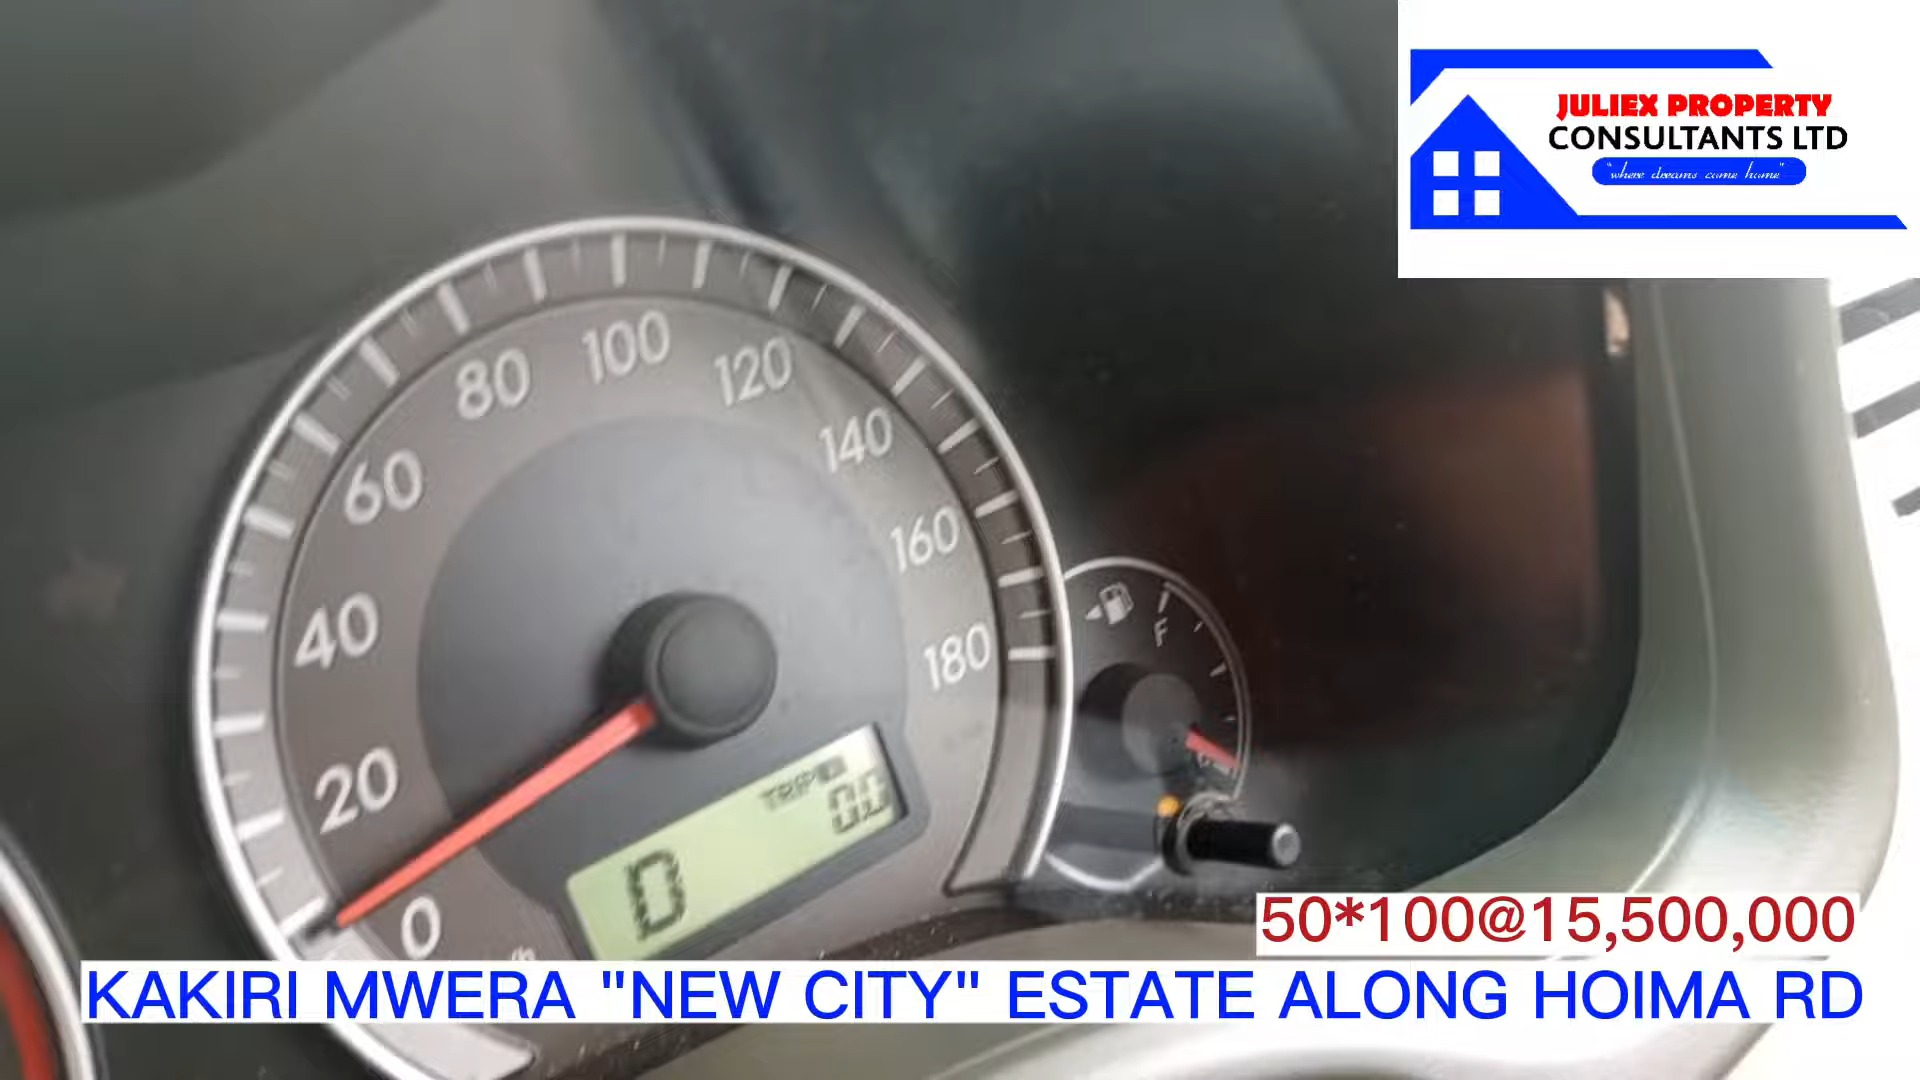 JULIEX PROPERTY
CONSULTANTS LTD
"where dreams come home"
80
100
120
60
140
160
40
F
180
20
TRIP
0.0
0
0
50*100@15,500,000
KAKIRI MWERA "NEW CITY" ESTATE ALONG HOIMA RD